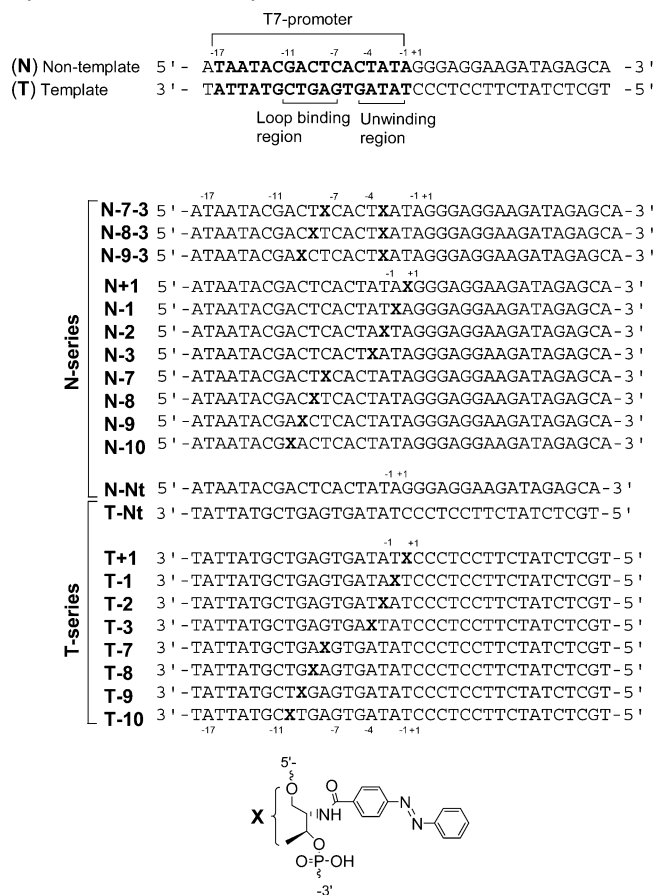 T7-promoter
-17 -11 -7 -4 -1 +1
(N) Non-template 5'- ATAATACGACTCACTATAGGGAGGAAGATAGAGCA -3'
(T) Template 3'- TATTATGCTGAGTGATATCCCTCCTTCTATCTCGT -5'
Loop binding region
Unwinding region
N-series
-17 -11 -7 -4 -1 +1
N-7-3 5'-ATAATACGACTXCACTXATAGGGAGGAAGATAGAGCA-3'
N-8-3 5'-ATAATACGACXTCACTXATAGGGAGGAAGATAGAGCA-3'
N-9-3 5'-ATAATACGAXCTCACTXATAGGGAGGAAGATAGAGCA-3'
-1 +1
N+1 5'-ATAATACGACTCACTATAXGGGAGGAAGATAGAGCA-3'
N-1 5'-ATAATACGACTCACTATXAGGGAGGAAGATAGAGCA-3'
N-2 5'-ATAATACGACTCACTAXTAGGGAGGAAGATAGAGCA-3'
N-3 5'-ATAATACGACTCACTXATAGGGAGGAAGATAGAGCA-3'
N-7 5'-ATAATACGACTXCACTATAGGGAGGAAGATAGAGCA-3'
N-8 5'-ATAATACGACXTCACTATAGGGAGGAAGATAGAGCA-3'
N-9 5'-ATAATACGAXCTCACTATAGGGAGGAAGATAGAGCA-3'
N-10 5'-ATAATACGXACTCACTATAGGGAGGAAGATAGAGCA-3'
-1 +1
N-Nt 5'-ATAATACGACTCACTATAGGGAGGAAGATAGAGCA-3'
T-series
T-Nt 3'-TATTATGCTGAGTGATATCCCTCCTTCTATCTCGT-5'
-1 +1
T+1 3'-TATTATGCTGAGTGATATXCCCTCCTTCTATCTCGT-5'
T-1 3'-TATTATGCTGAGTGATAXTCCCTCCTTCTATCTCGT-5'
T-2 3'-TATTATGCTGAGTGATXATCCCTCCTTCTATCTCGT-5'
T-3 3'-TATTATGCTGAGTGAXTATCCCTCCTTCTATCTCGT-5'
T-7 3'-TATTATGCTGAXGTGATATCCCTCCTTCTATCTCGT-5'
T-8 3'-TATTATGCTGXAGTGATATCCCTCCTTCTATCTCGT-5'
T-9 3'-TATTATGCTXGAGTGATATCCCTCCTTCTATCTCGT-5'
T-10 3'-TATTATGCXTGAGTGATATCCCTCCTTCTATCTCGT-5'
-17 -11 -7 -4 -1 +1
5'-
O
O
X
NH
N
N
O
O=P-OH
-3'